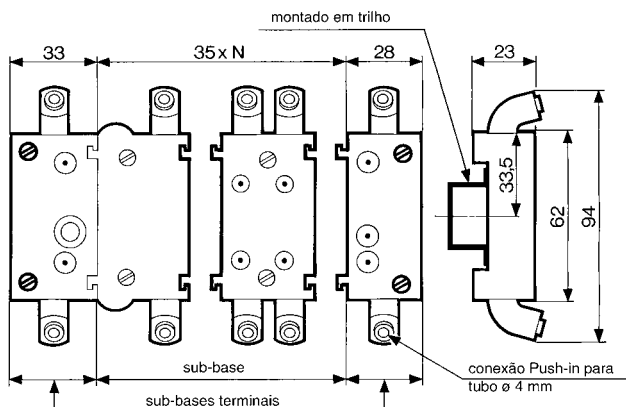 montado em trilho
33
35 x N
28
23
33,5
62
94
sub-base
conexão Push-in para
tubo ø 4 mm
sub-bases terminais